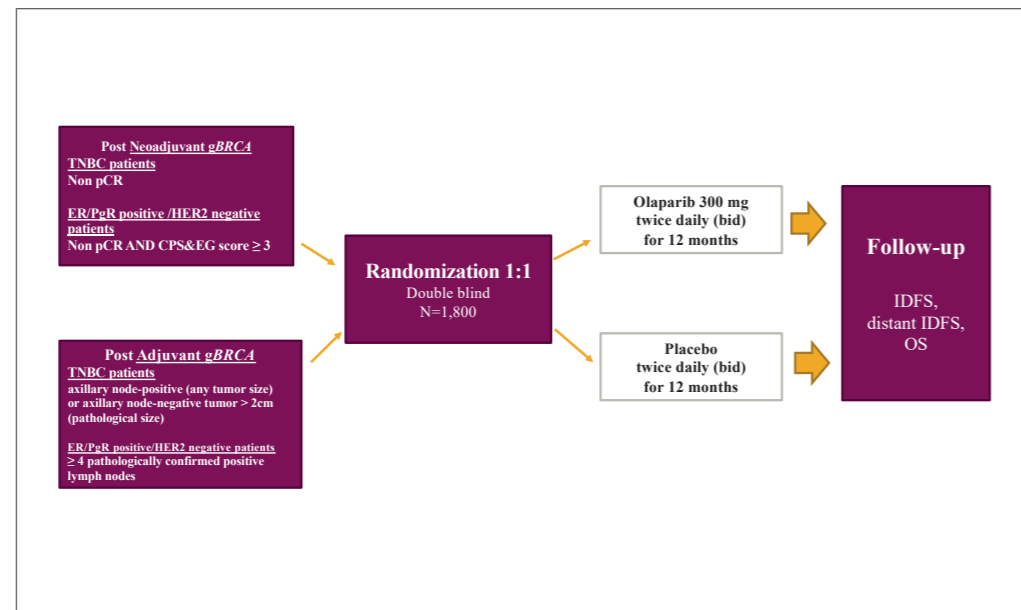 Post Neoadjuvant gBRCA
TNBC patients
Non pCR
ER/PgR positive /HER2 negative
patients
Non pCR AND CPS&EG score ≥ 3
Post Adjuvant gBRCA
TNBC patients
axillary node-positive (any tumor size)
or axillary node-negative tumor > 2cm
(pathological size)
ER/PgR positive/HER2 negative patients
≥ 4 pathologically confirmed positive
lymph nodes
Randomization 1:1
Double blind
N=1,800
Olaparib 300 mg
twice daily (bid)
for 12 months
Placebo
twice daily (bid)
for 12 months
Follow-up
IDFS,
distant IDFS,
OS